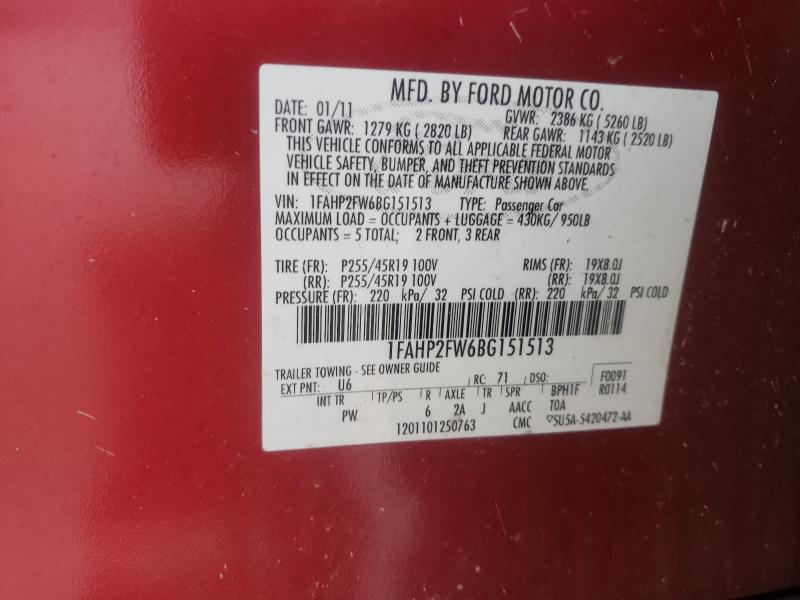 MFD. BY FORD MOTOR CO.
DATE: 01/11 GVWR: 2386 KG ( 5260 LB)
FRONT GAWR: 1279 KG ( 2820 LB) REAR GAWR: 1143 KG ( 2520 LB)
THIS VEHICLE CONFORMS TO ALL APPLICABLE FEDERAL MOTOR
VEHICLE SAFETY, BUMPER, AND THEFT PREVENTION STANDARDS
IN EFFECT ON THE DATE OF MANUFACTURE SHOWN ABOVE.
VIN: 1FAHP2FW6BG151513 TYPE: Passenger Car
MAXIMUM LOAD = OCCUPANTS + LUGGAGE = 430KG/ 950LB
OCCUPANTS = 5 TOTAL; 2 FRONT, 3 REAR
TIRE (FR): P255/45R19 100V RIMS (FR): 19X8.0J
(RR): P255/45R19 100V (RR): 19X8.0J
PRESSURE (FR): 220 kPa/ 32 PSI COLD (RR): 220 kPa/ 32 PSI COLD
1FAHP2FW6BG151513
TRAILER TOWING - SEE OWNER GUIDE
EXT PNT: U6 RC: 71 DSO: F0091
INT TR TP/PS R AXLE TR SPR BPH1F R0114
PW 6 2A J AACC TOA
1201101250763 CMC ▽5U5A-5420472-AA